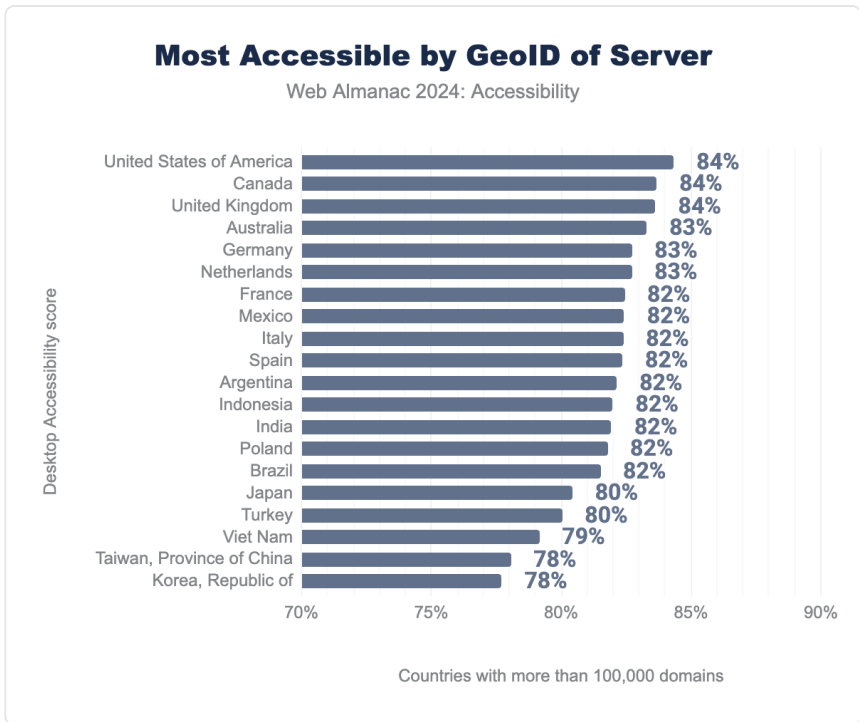 Most Accessible by GeoID of Server
Web Almanac 2024: Accessibility
Desktop Accessibility score
United States of America 84%
Canada 84%
United Kingdom 84%
Australia 83%
Germany 83%
Netherlands 83%
France 82%
Mexico 82%
Italy 82%
Spain 82%
Argentina 82%
Indonesia 82%
India 82%
Poland 82%
Brazil 82%
Japan 80%
Turkey 80%
Viet Nam 79%
Taiwan, Province of China 78%
Korea, Republic of 78%
70% 75% 80% 85% 90%
Countries with more than 100,000 domains